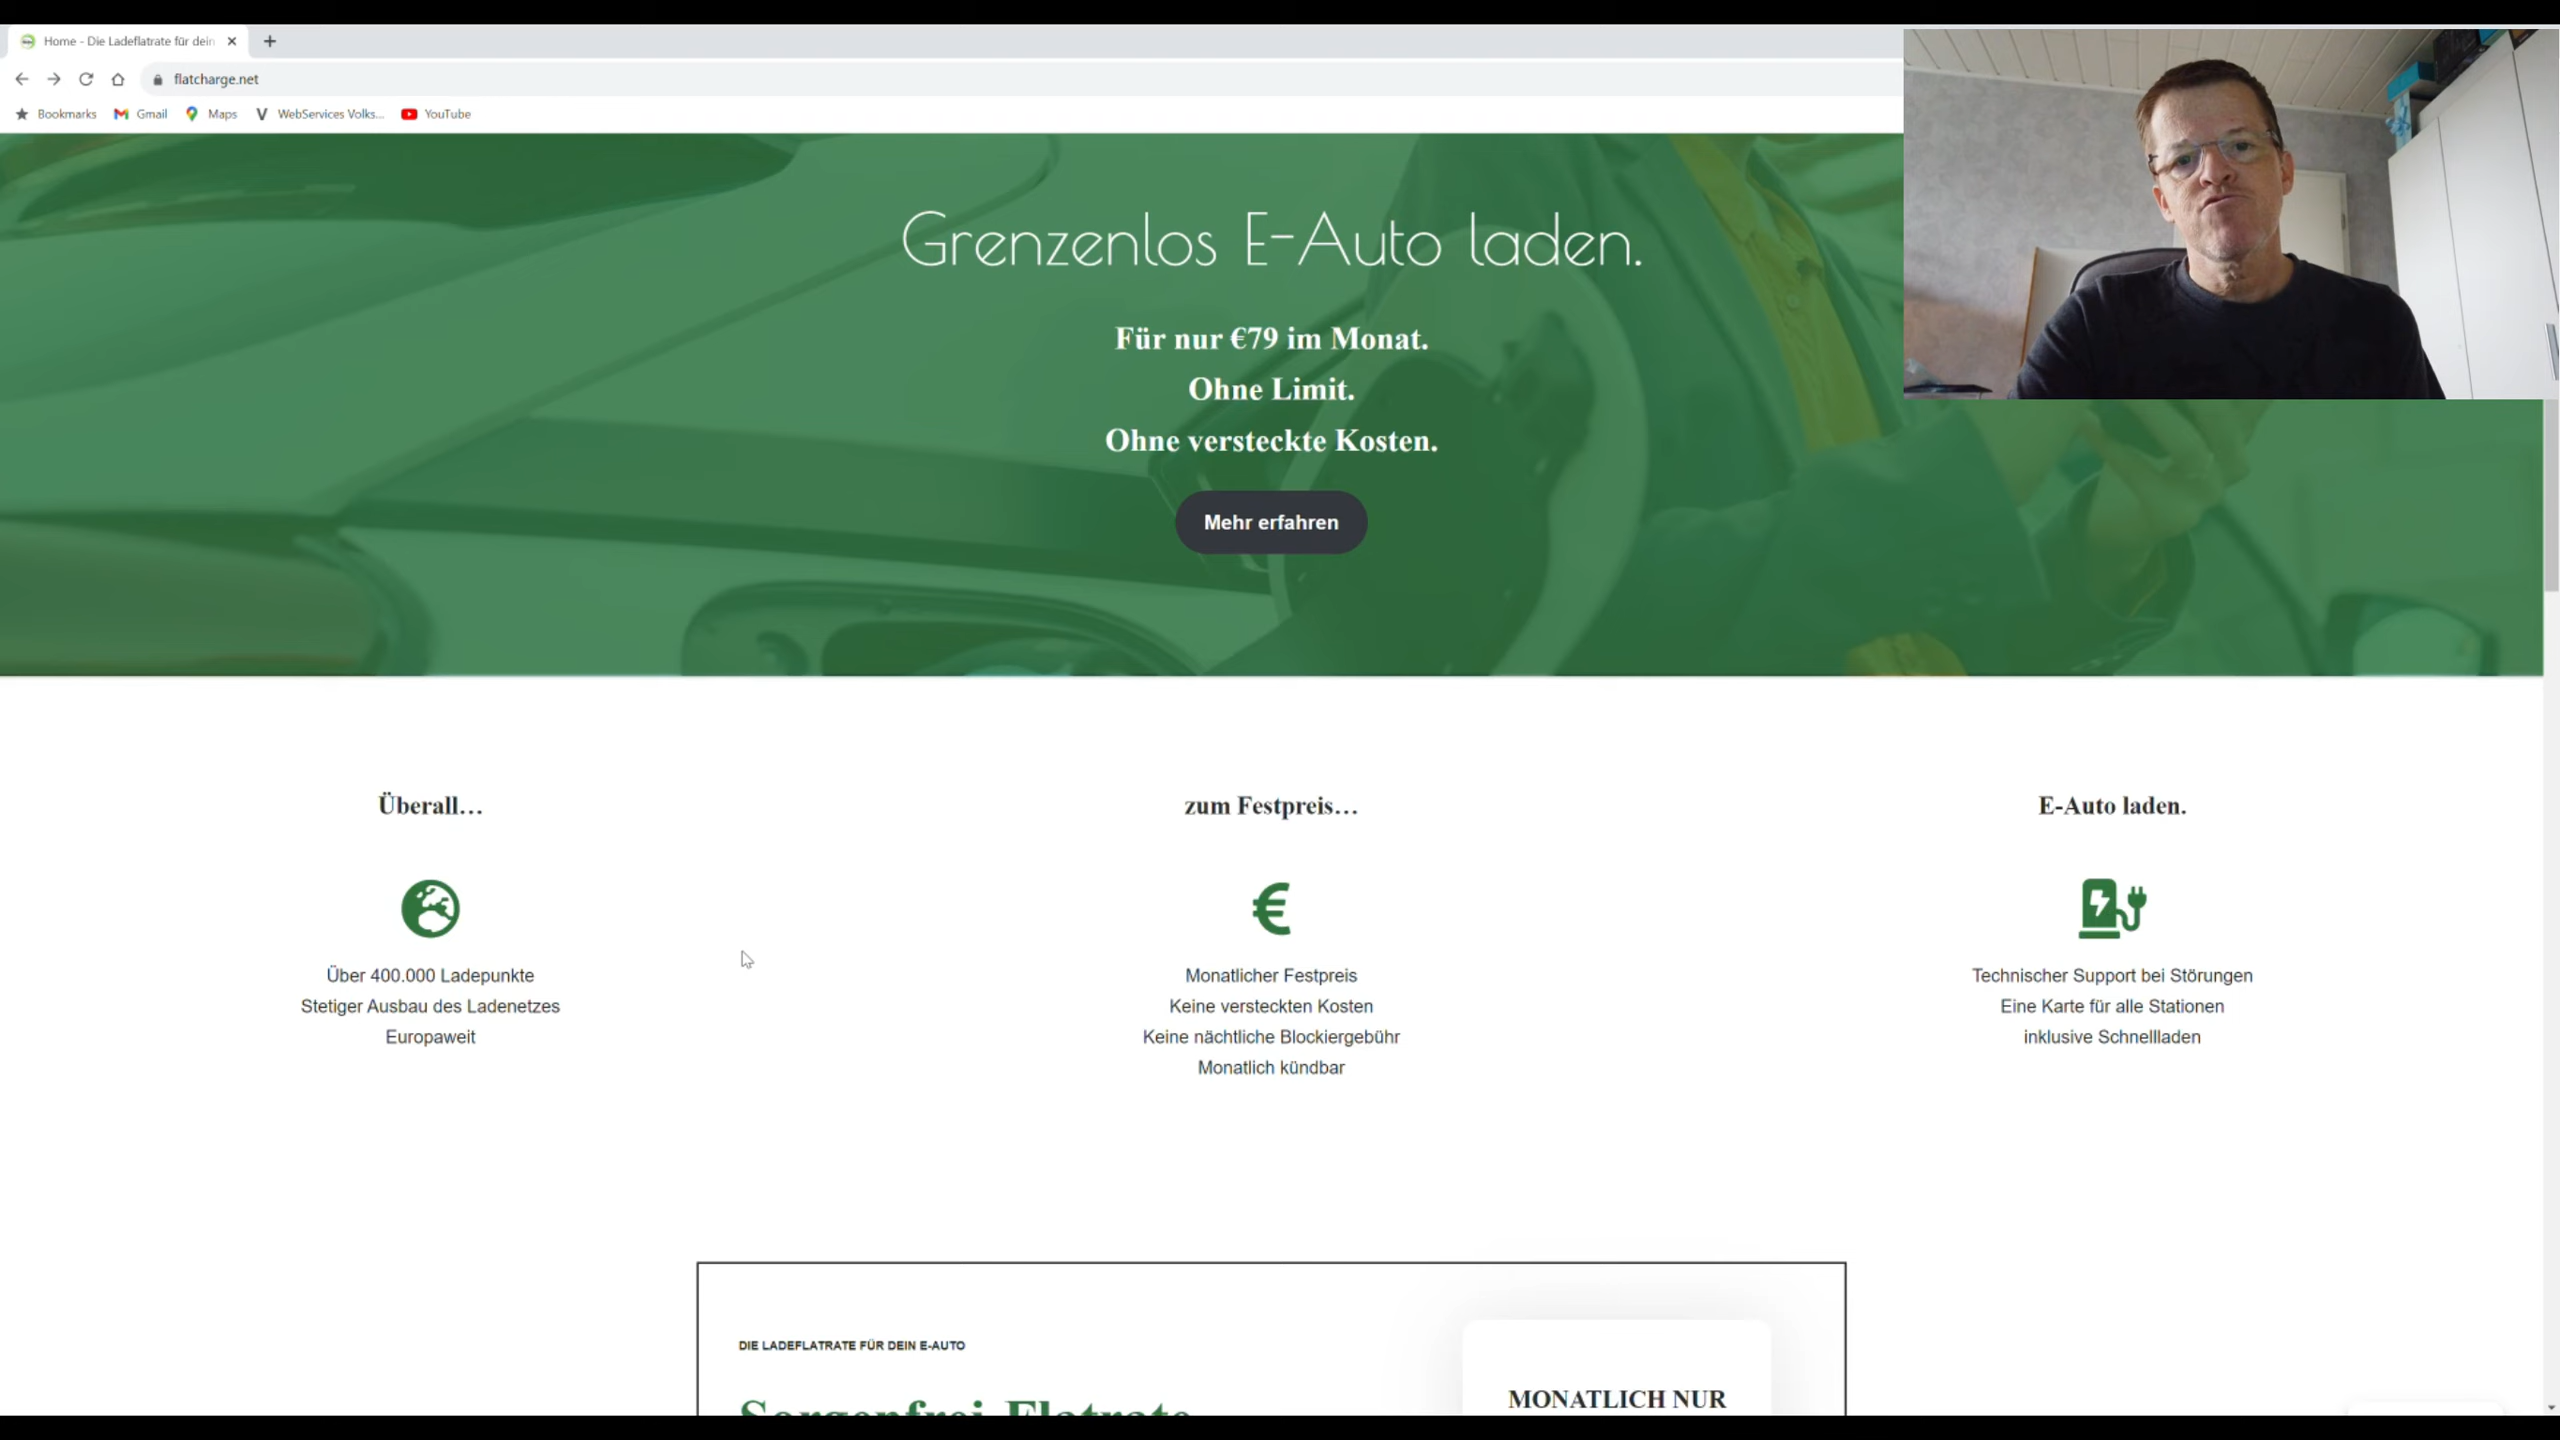 Home - Die Ladeflatrate für dein
flatcharge.net
Bookmarks
Gmail
Maps
WebServices Volks...
YouTube
Grenzenlos E-Auto laden.
Für nur €79 im Monat.
Ohne Limit.
Ohne versteckte Kosten.
Mehr erfahren
Überall…
Über 400.000 Ladepunkte
Stetiger Ausbau des Ladenetzes
Europaweit
zum Festpreis…
Monatlicher Festpreis
Keine versteckten Kosten
Keine nächtliche Blockiergebühr
Monatlich kündbar
E-Auto laden.
Technischer Support bei Störungen
Eine Karte für alle Stationen
inklusive Schnellladen
DIE LADEFLATRATE FÜR DEIN E-AUTO
Sorgenfrei-Flatrate
MONATLICH NUR